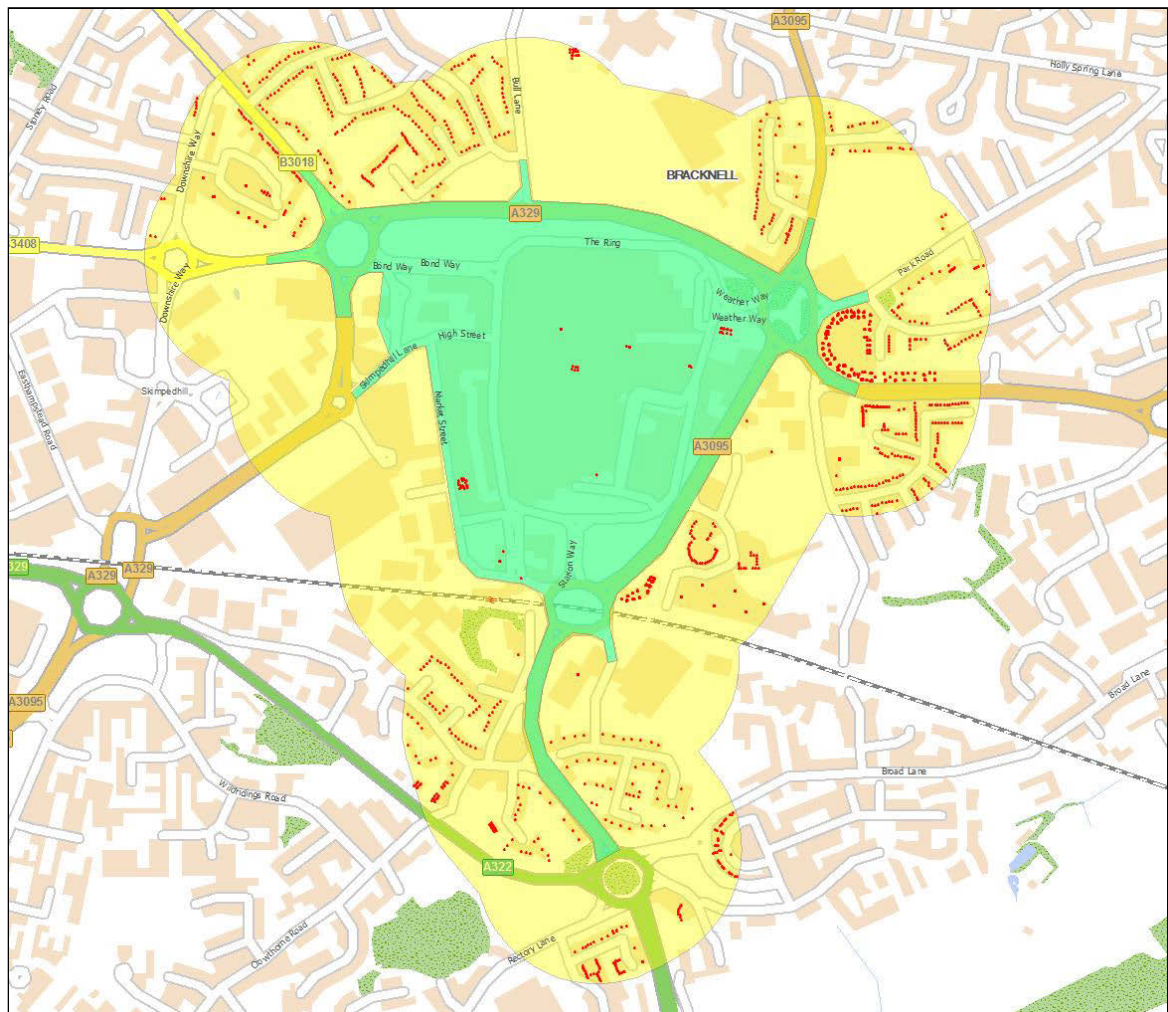 A3095
Holly Spring Lane
Sidney Road
Bull Lane
Downshire Way
B3018
BRACKNELL
A329
3408
The Ring
Bond Way
Bond Way
Park Road
Downshire Way
Weather Way
Weather Way
High Street
Skimpedhill Lane
Skimpedhill
Easthampstead Road
Market Street
A3095
Station Way
329
A329
A329
A3095
Broad Lane
Broad Lane
Wildridings Road
A322
Crowthorne Road
Rectory Lane